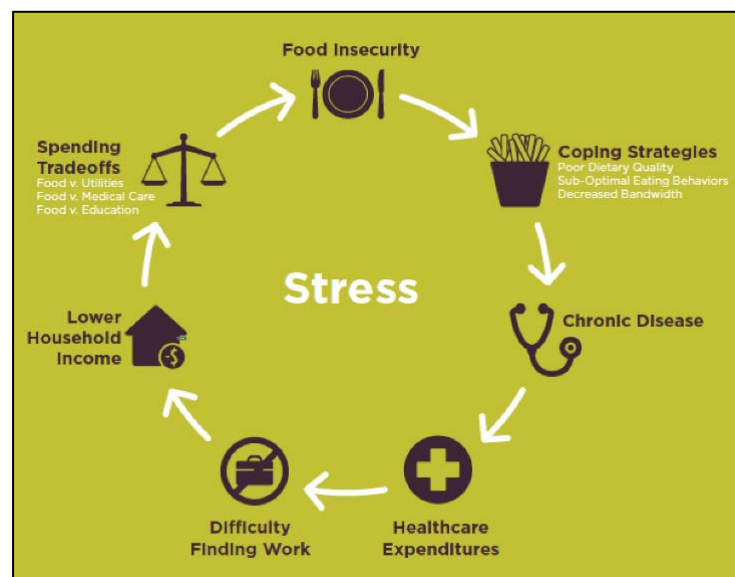 Food Insecurity
Coping Strategies
Poor Dietary Quality
Sub-Optimal Eating Behaviors
Decreased Bandwidth
Chronic Disease
Healthcare
Expenditures
Difficulty
Finding Work
Lower
Household
Income
-$
Spending
Tradeoffs
Food v. Utilities
Food v. Medical Care
Food v. Education
Stress